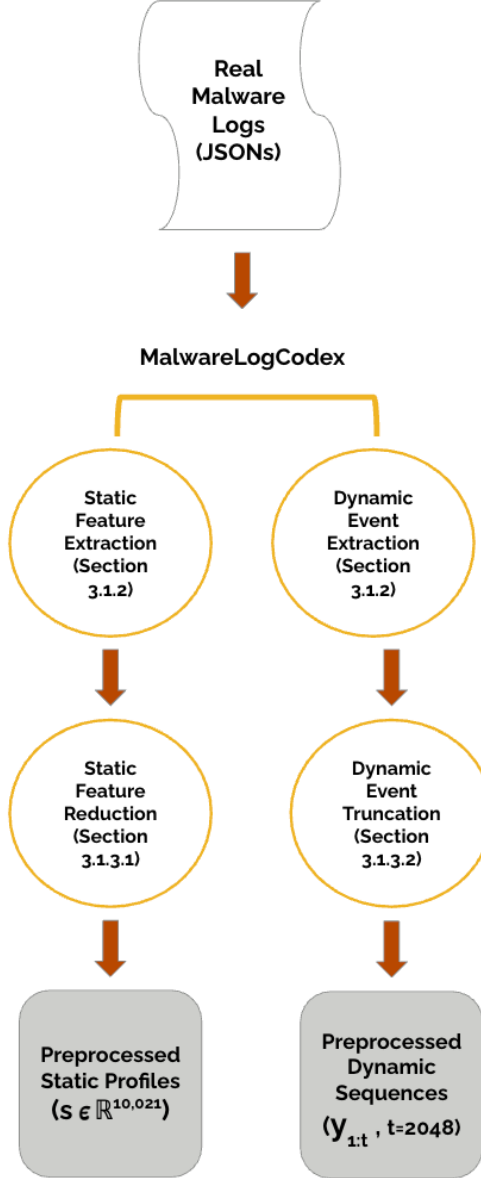 Real
Malware
Logs
(JSONs)
MalwareLogCodex
Static
Feature
Extraction
(Section
3.1.2)
Dynamic
Event
Extraction
(Section
3.1.2)
Static
Feature
Reduction
(Section
3.1.3.1)
Dynamic
Event
Truncation
(Section
3.1.3.2)
Preprocessed
Static Profiles
(s ϵ ℝ^10,021)
Preprocessed
Dynamic
Sequences
(y_1:t , t=2048)